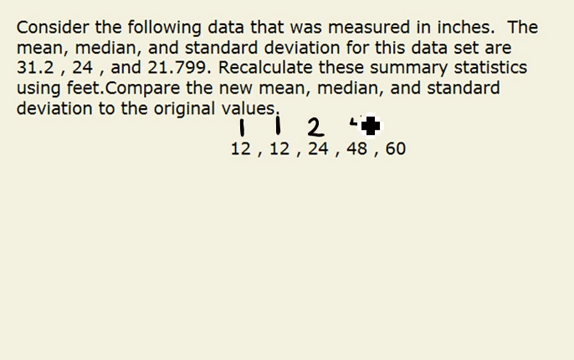 Consider the following data that was measured in inches. The
mean, median, and standard deviation for this data set are
31.2 , 24 , and 21.799. Recalculate these summary statistics
using feet.Compare the new mean, median, and standard
deviation to the original values.
1 1 2
12 , 12 , 24 , 48 , 60